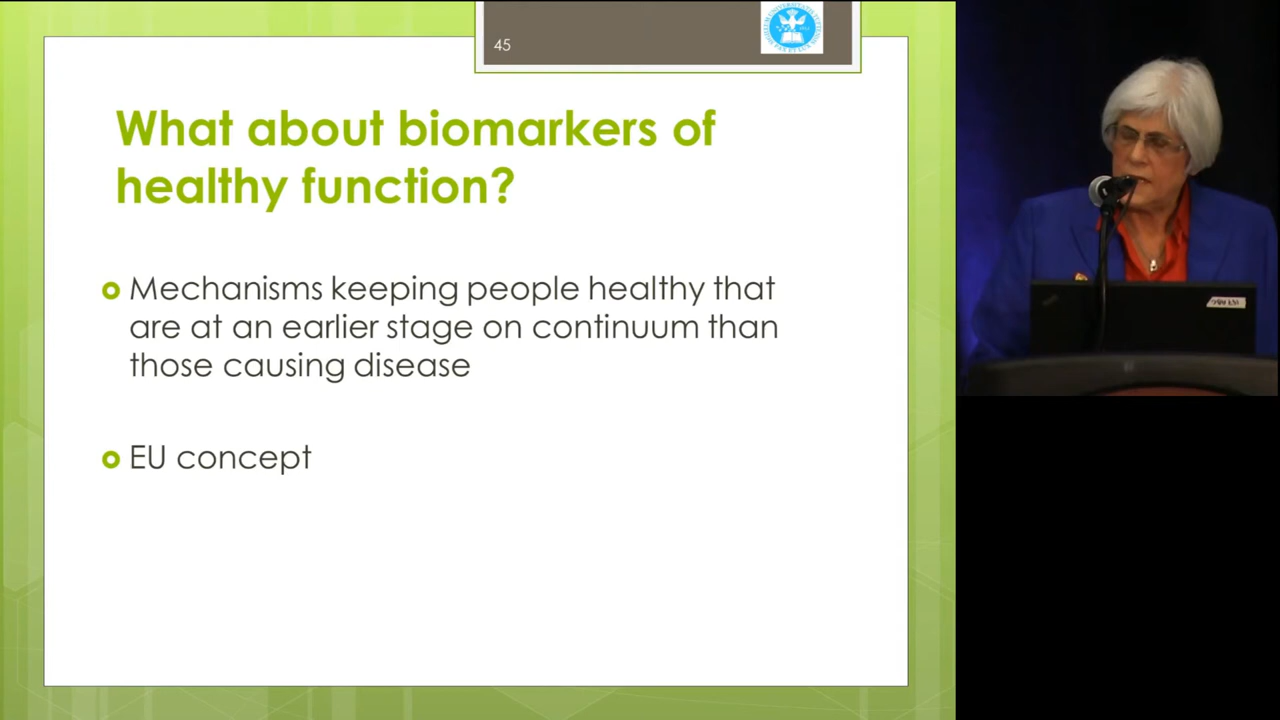 45
What about biomarkers of
healthy function?
Mechanisms keeping people healthy that
are at an earlier stage on continuum than
those causing disease
EU concept